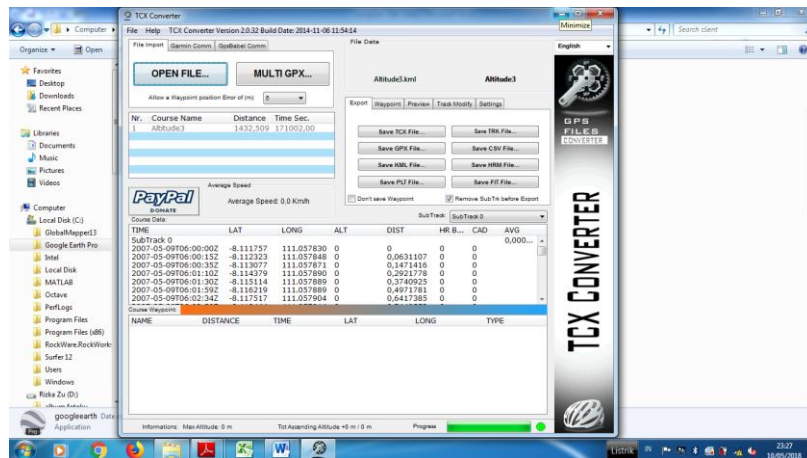 TCX Converter
Minimize
Computer
Search client
File Help TCX Converter Version 2.0.32 Build Date: 2014-11-06 11:54:14
Organize
Open
File Import Garmin Comm GpsBabel Comm
File Data
English
OPEN FILE...
MULTI GPX...
Altitude3.kml
Altitude3
Allow a Waypoint position Error of (m):
Export Waypoint Preview Track Modify Settings
Nr. Course Name Distance Time Sec.
1 Altitude3 1432,509 171002,00
Save TCX File... Save TRK File...
Save GPX File... Save CSV File...
Save KML File... Save HRM File...
Save PLT File... Save FIT File...
GPS
FILES
CONVERTER
PayPal
DONATE
Average Speed
Average Speed: 0,0 Km/h
Don't save Waypoint
Remove SubTrk before Export
SubTrack SubTrack 0
Course Data:
TIME LAT LONG ALT DIST HR B... CAD AVG
SubTrack 0 0,000...
2007-05-09T06:00:00Z -8.111757 111.057830 0 0 0 0
2007-05-09T06:00:15Z -8.112323 111.057848 0 0,0631107 0 0
2007-05-09T06:00:35Z -8.113077 111.057871 0 0,1471416 0 0
2007-05-09T06:01:10Z -8.114379 111.057890 0 0,2921778 0 0
2007-05-09T06:01:30Z -8.115114 111.057889 0 0,3740925 0 0
2007-05-09T06:01:59Z -8.116219 111.057889 0 0,4971781 0 0
2007-05-09T06:02:34Z -8.117517 111.057904 0 0,6417385 0 0
Course Waypoint:
NAME DISTANCE TIME LAT LONG TYPE
TCX CONVERTER
Informations: Max Altitude: 0 m
Tot Ascending Altitude +0 m / 0 m
Progress
Favorites
Desktop
Downloads
Recent Places
Libraries
Documents
Music
Pictures
Videos
Computer
Local Disk (C:)
GlobalMapper13
Google Earth Pro
Intel
Local Disk
MATLAB
Octave
PerfLogs
Program Files
Program Files (x86)
RockWare.RockWork
Surfer 12
Users
Windows
Rizka Zu (D:)
googleearth Date
Application
Pro
Listrik
23:27
10/05/2018